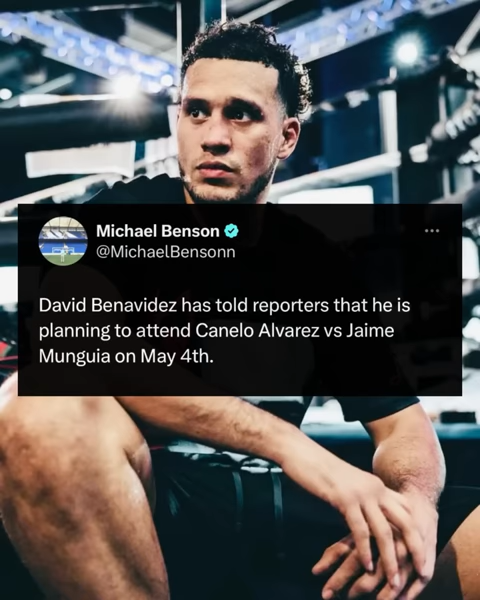 Michael Benson
@MichaelBensonn
David Benavidez has told reporters that he is
planning to attend Canelo Alvarez vs Jaime
Munguia on May 4th.